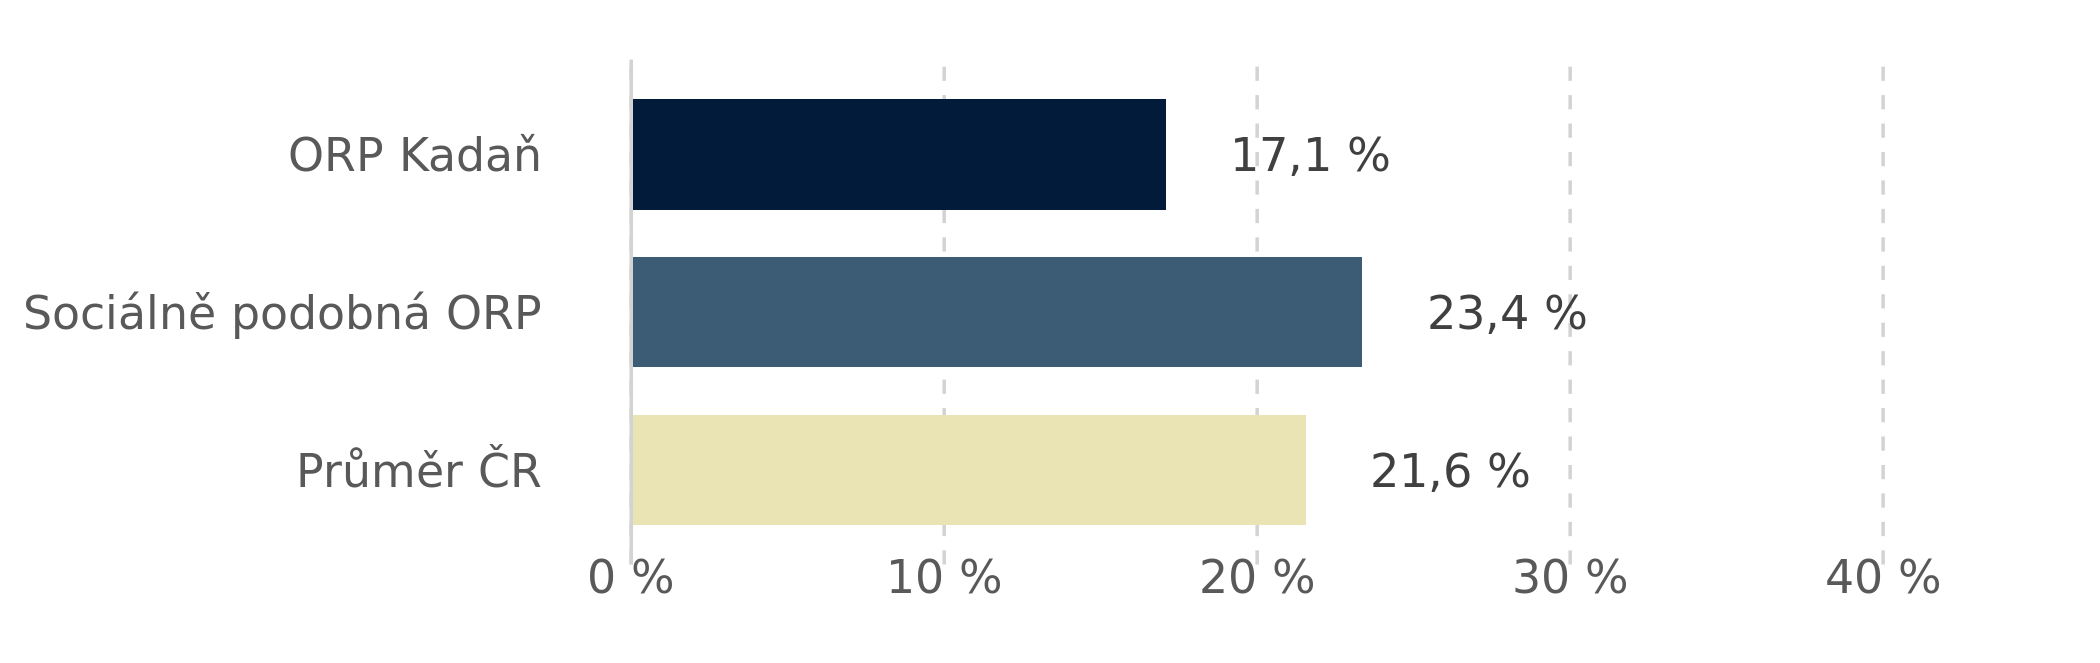 ORP Kadaň 17,1 %
Sociálně podobná ORP 23,4 %
Průměr ČR 21,6 %
0 % 10 % 20 % 30 % 40 %